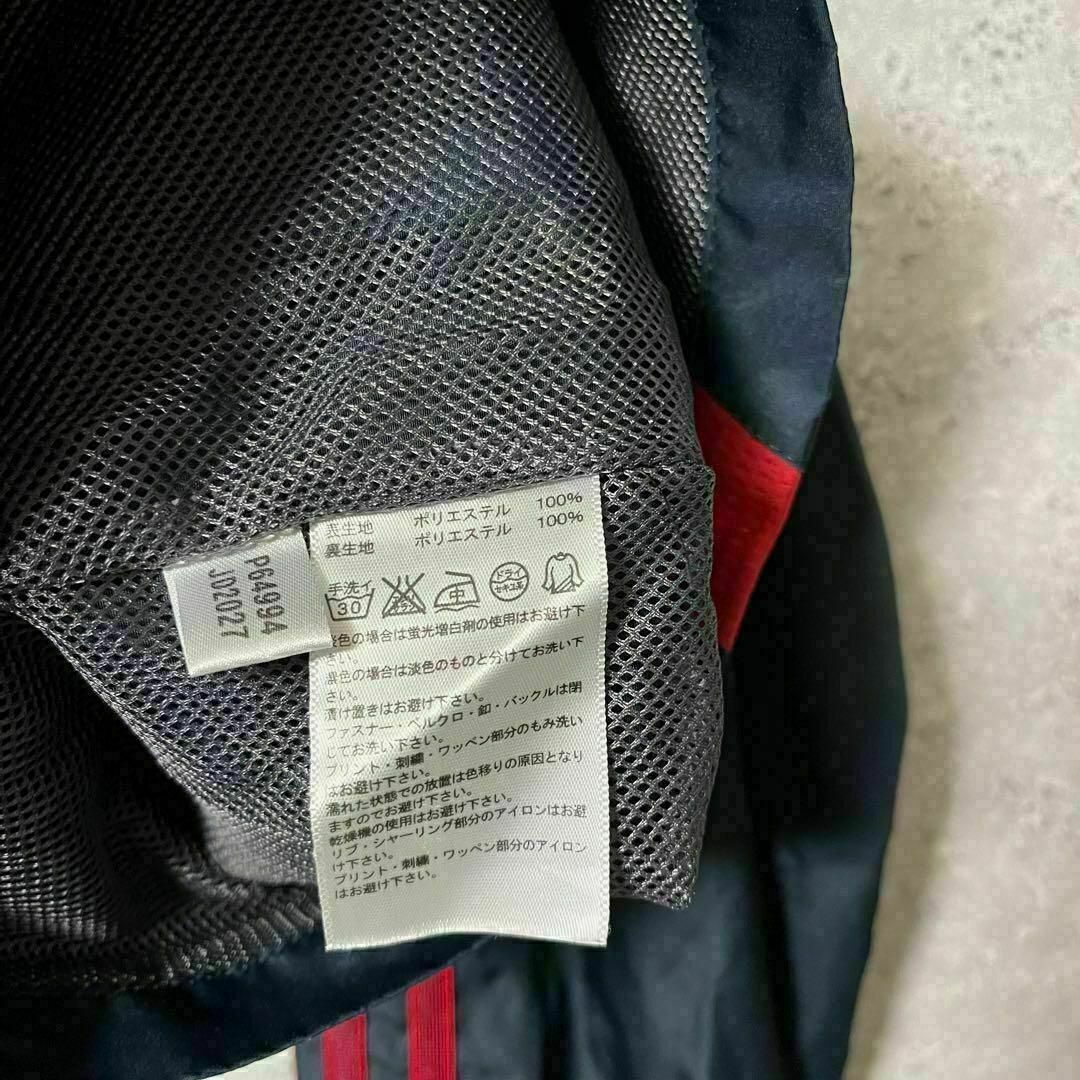 表生地 ポリエステル 100%
裏生地 ポリエステル 100%
手洗イ
30
中
ドライ
セキユ系
淡色の場合は蛍光増白剤の使用はお避け下
さい。
濃色の場合は淡色のものと分けてお洗い下
さい。
漬け置きはお避け下さい。
ファスナー・ベルクロ・釦・バックルは閉
じてお洗い下さい。
プリント・刺繍・ワッペン部分のもみ洗い
はお避け下さい。
濡れた状態での放置は色移りの原因となり
ますのでお避け下さい。
乾燥機の使用はお避け下さい。
リブ・シャーリング部分のアイロンはお避
け下さい。
プリント・刺繍・ワッペン部分のアイロン
はお避け下さい。
P64994
J02027